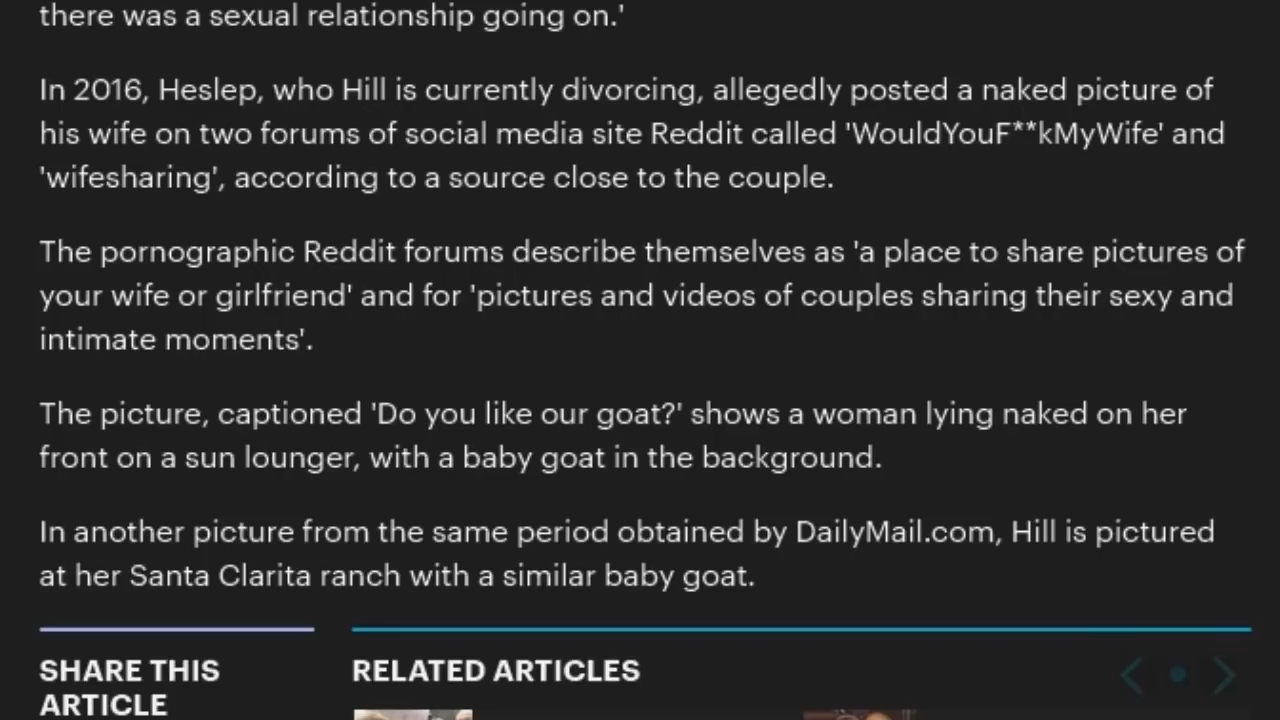 there was a sexual relationship going on.'
In 2016, Heslep, who Hill is currently divorcing, allegedly posted a naked picture of
his wife on two forums of social media site Reddit called 'WouldYouF**kMyWife' and
'wifesharing', according to a source close to the couple.
The pornographic Reddit forums describe themselves as 'a place to share pictures of
your wife or girlfriend' and for 'pictures and videos of couples sharing their sexy and
intimate moments'.
The picture, captioned 'Do you like our goat?' shows a woman lying naked on her
front on a sun lounger, with a baby goat in the background.
In another picture from the same period obtained by DailyMail.com, Hill is pictured
at her Santa Clarita ranch with a similar baby goat.
SHARE THIS
ARTICLE
RELATED ARTICLES